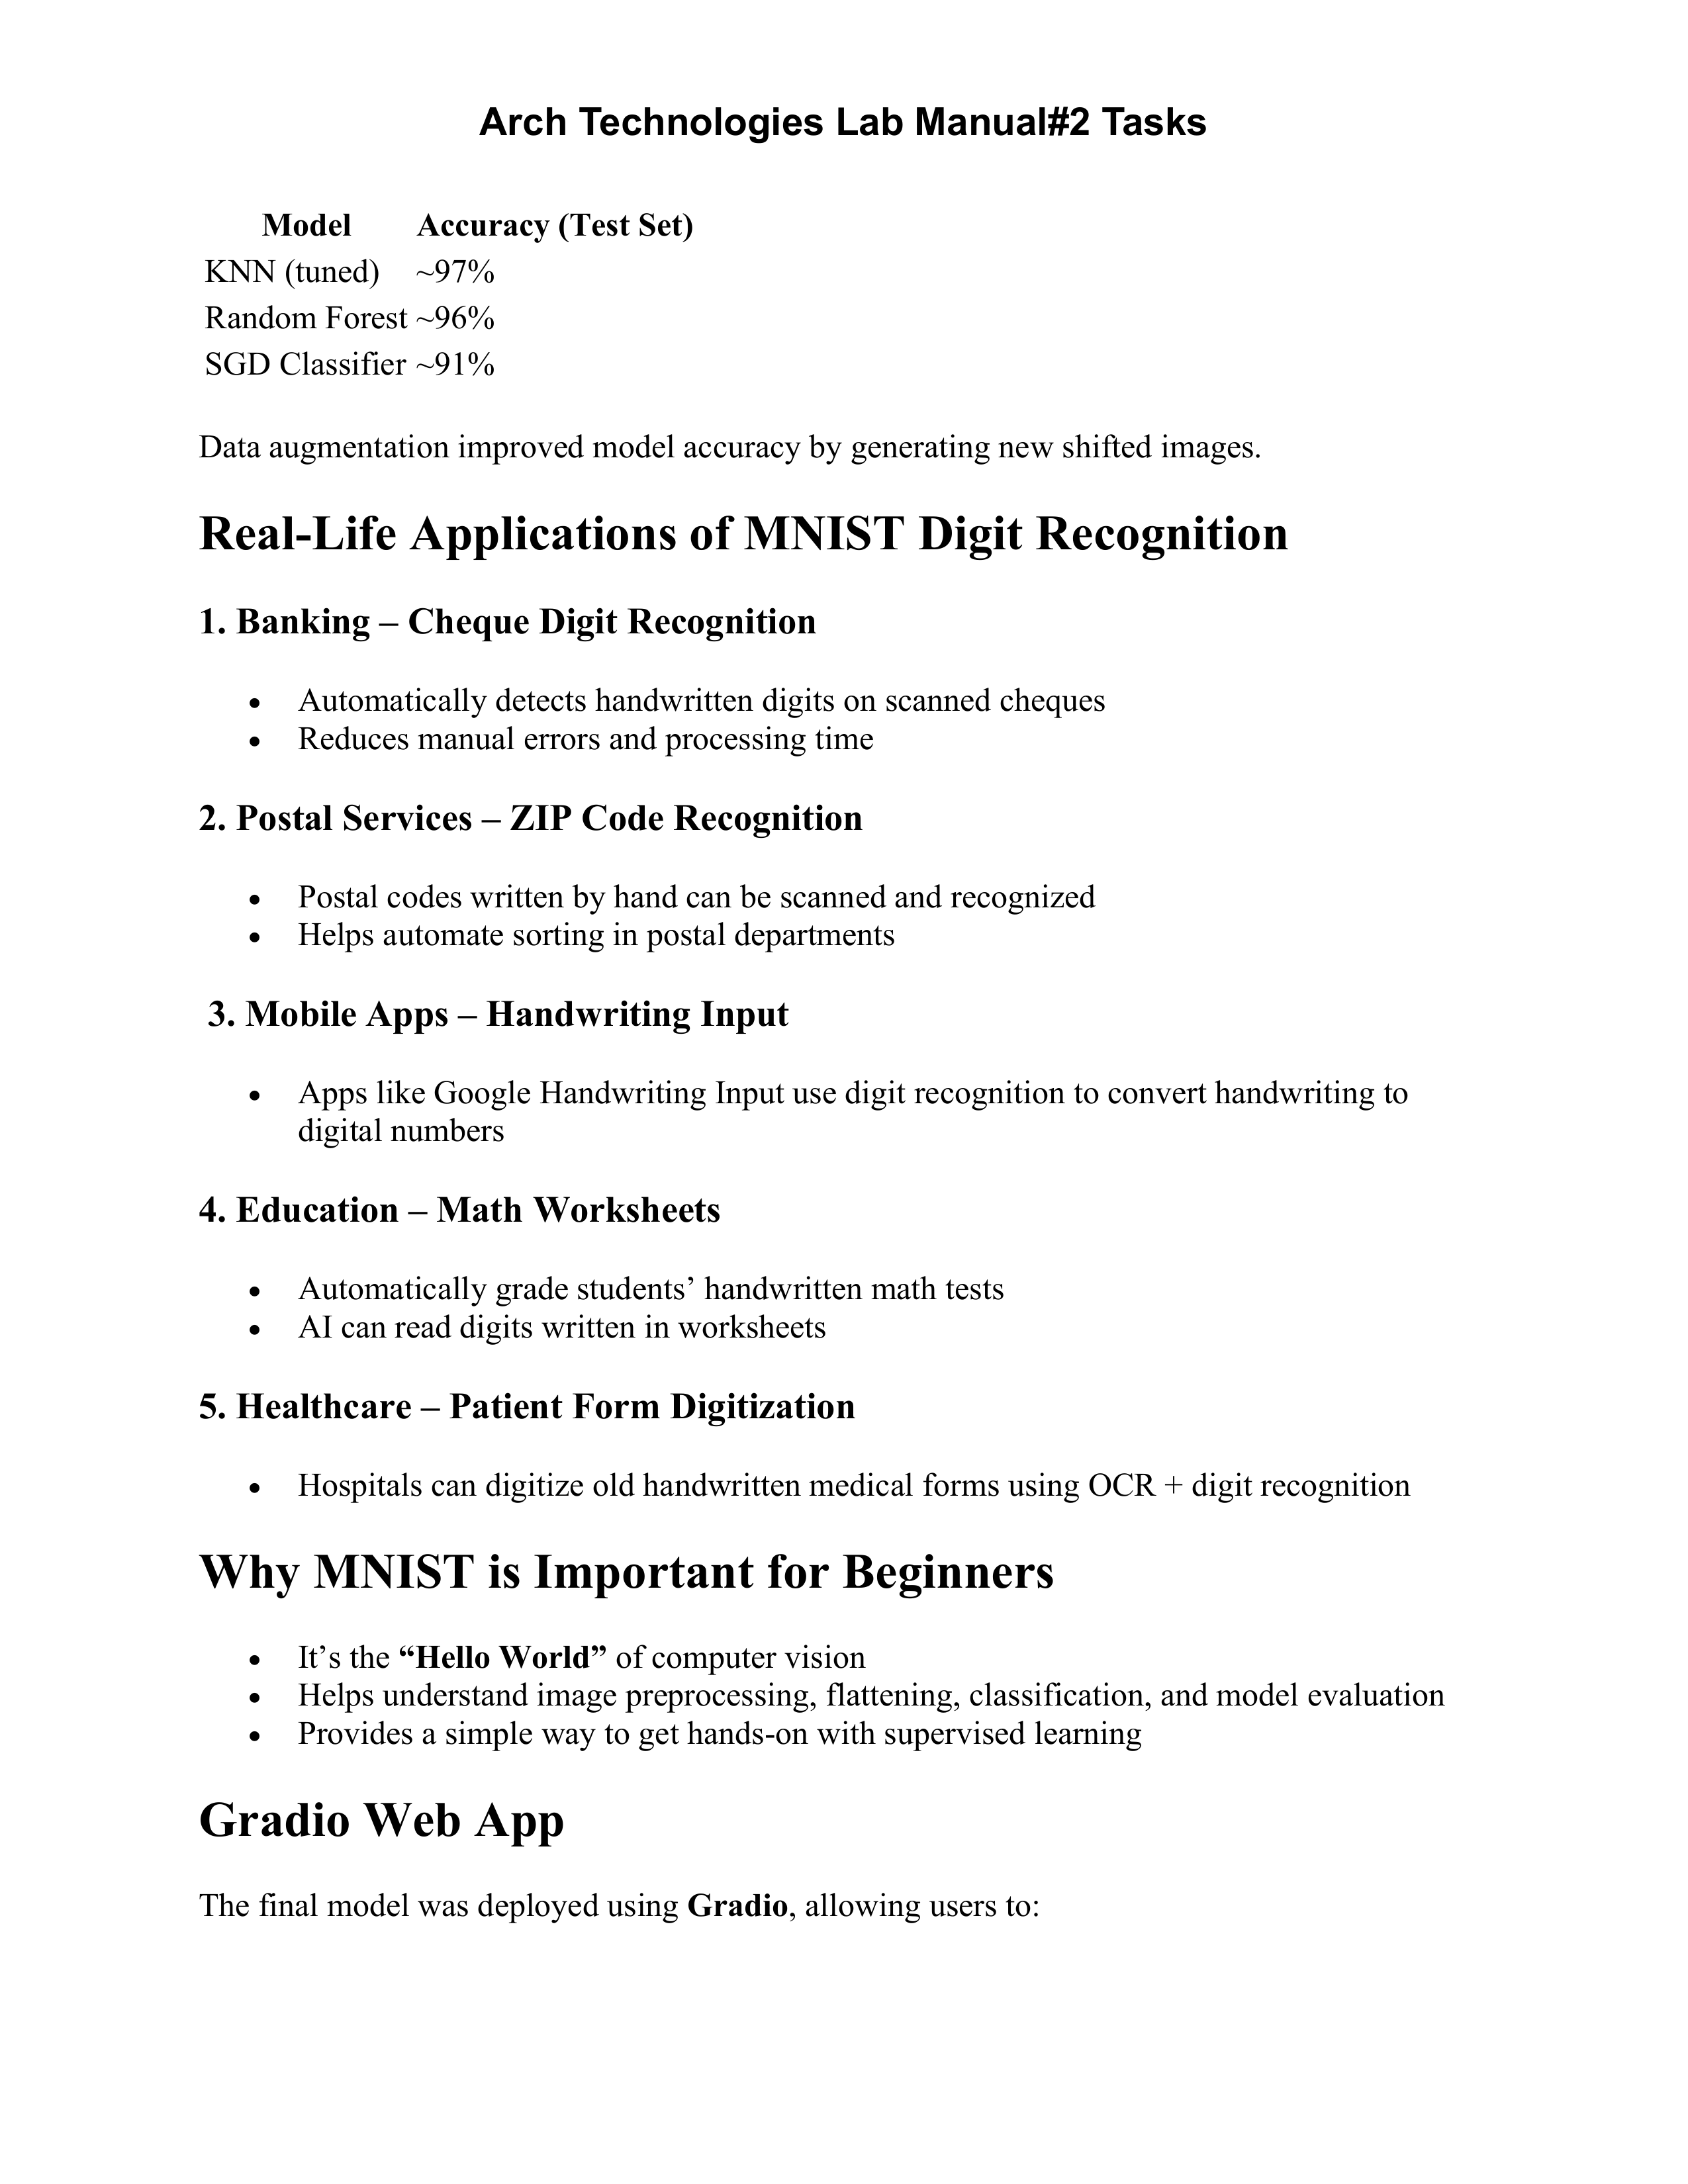 Arch Technologies Lab Manual#2 Tasks
Model Accuracy (Test Set)
KNN (tuned) ~97%
Random Forest ~96%
SGD Classifier ~91%
Data augmentation improved model accuracy by generating new shifted images.
Real-Life Applications of MNIST Digit Recognition
1. Banking – Cheque Digit Recognition
• Automatically detects handwritten digits on scanned cheques
• Reduces manual errors and processing time
2. Postal Services – ZIP Code Recognition
• Postal codes written by hand can be scanned and recognized
• Helps automate sorting in postal departments
3. Mobile Apps – Handwriting Input
• Apps like Google Handwriting Input use digit recognition to convert handwriting to
digital numbers
4. Education – Math Worksheets
• Automatically grade students’ handwritten math tests
• AI can read digits written in worksheets
5. Healthcare – Patient Form Digitization
• Hospitals can digitize old handwritten medical forms using OCR + digit recognition
Why MNIST is Important for Beginners
• It’s the “Hello World” of computer vision
• Helps understand image preprocessing, flattening, classification, and model evaluation
• Provides a simple way to get hands-on with supervised learning
Gradio Web App
The final model was deployed using Gradio, allowing users to: